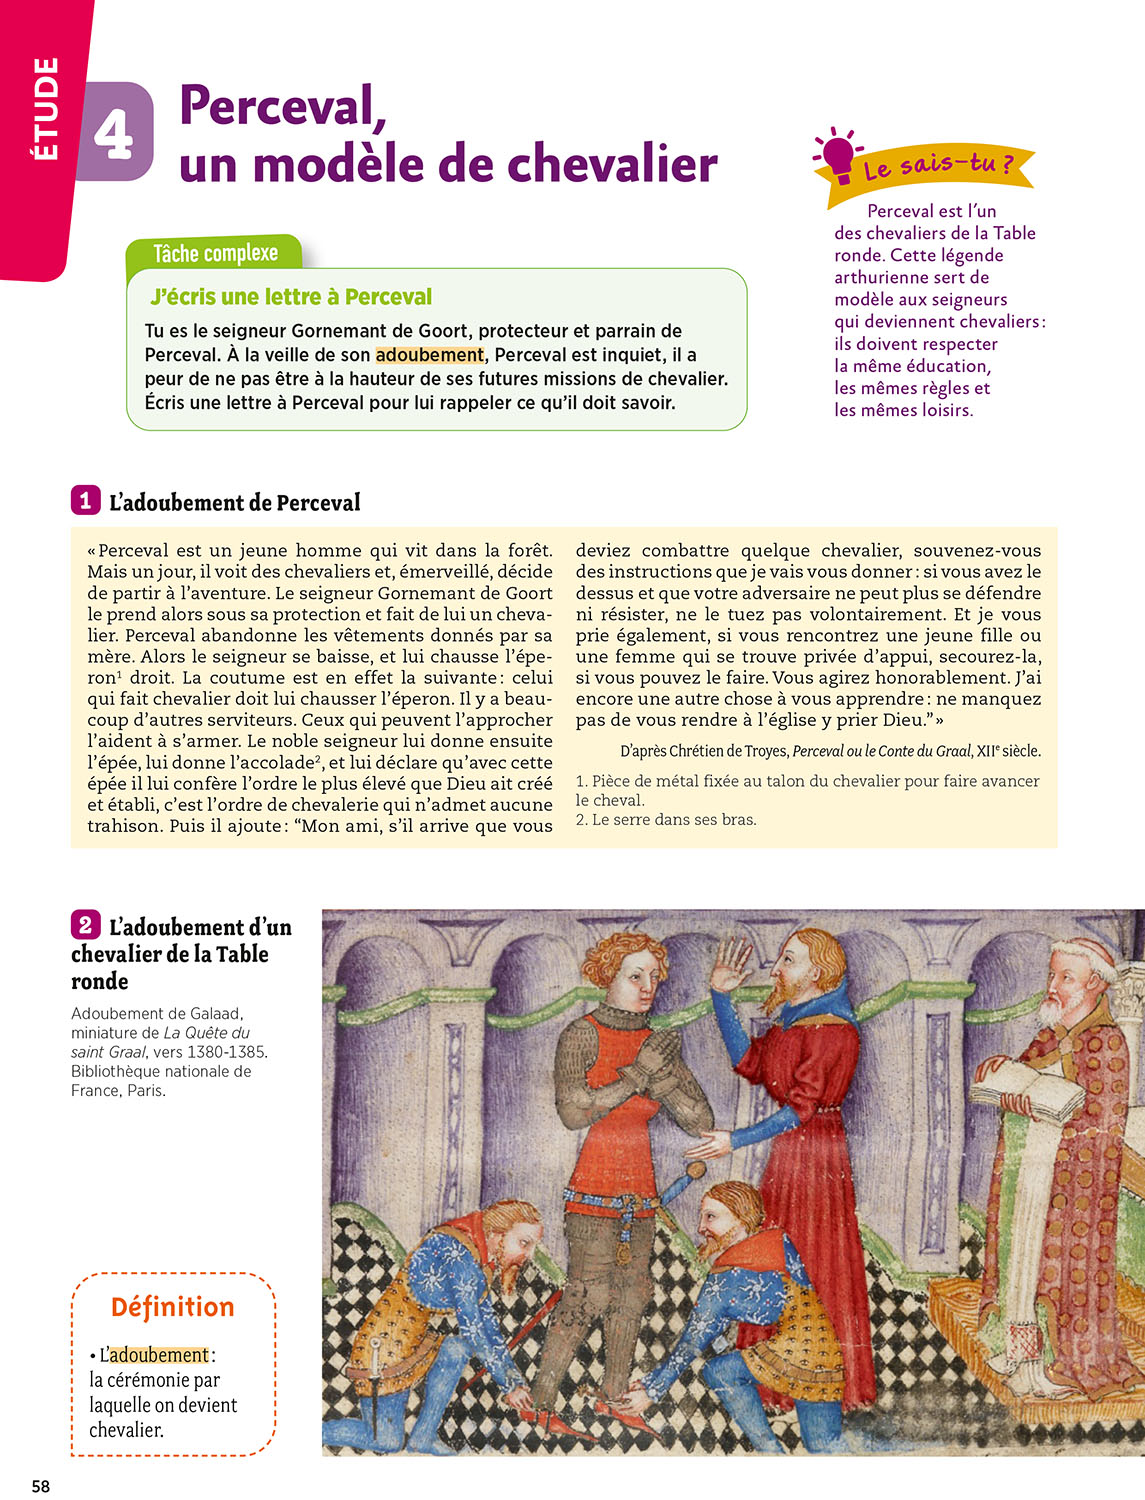 ÉTUDE
4
Perceval,
un modèle de chevalier
Le sais-tu ?
Perceval est l'un
des chevaliers de la Table
ronde. Cette légende
arthurienne sert de
modèle aux seigneurs
qui deviennent chevaliers :
ils doivent respecter
la même éducation,
les mêmes règles et
les mêmes loisirs.
Tâche complexe
J'écris une lettre à Perceval
Tu es le seigneur Gornemant de Goort, protecteur et parrain de
Perceval. À la veille de son adoubement, Perceval est inquiet, il a
peur de ne pas être à la hauteur de ses futures missions de chevalier.
Écris une lettre à Perceval pour lui rappeler ce qu'il doit savoir.
1 L'adoubement de Perceval
« Perceval est un jeune homme qui vit dans la forêt.
Mais un jour, il voit des chevaliers et, émerveillé, décide
de partir à l'aventure. Le seigneur Gornemant de Goort
le prend alors sous sa protection et fait de lui un cheva-
lier. Perceval abandonne les vêtements donnés par sa
mère. Alors le seigneur se baisse, et lui chausse l'épe-
ron¹ droit. La coutume est en effet la suivante : celui
qui fait chevalier doit lui chausser l'éperon. Il y a beau-
coup d'autres serviteurs. Ceux qui peuvent l'approcher
l'aident à s'armer. Le noble seigneur lui donne ensuite
l'épée, lui donne l'accolade², et lui déclare qu'avec cette
épée il lui confère l'ordre le plus élevé que Dieu ait créé
et établi, c'est l'ordre de chevalerie qui n'admet aucune
trahison. Puis il ajoute : “Mon ami, s'il arrive que vous
deviez combattre quelque chevalier, souvenez-vous
des instructions que je vais vous donner : si vous avez le
dessus et que votre adversaire ne peut plus se défendre
ni résister, ne le tuez pas volontairement. Et je vous
prie également, si vous rencontrez une jeune fille ou
une femme qui se trouve privée d'appui, secourez-la,
si vous pouvez le faire. Vous agirez honorablement. J'ai
encore une autre chose à vous apprendre : ne manquez
pas de vous rendre à l'église y prier Dieu.” »
D'après Chrétien de Troyes, Perceval ou le Conte du Graal, XIIe siècle.
1. Pièce de métal fixée au talon du chevalier pour faire avancer
le cheval.
2. Le serre dans ses bras.
2 L'adoubement d'un
chevalier de la Table
ronde
Adoubement de Galaad,
miniature de La Quête du
saint Graal, vers 1380-1385.
Bibliothèque nationale de
France, Paris.
Définition
• L'adoubement :
la cérémonie par
laquelle on devient
chevalier.
58